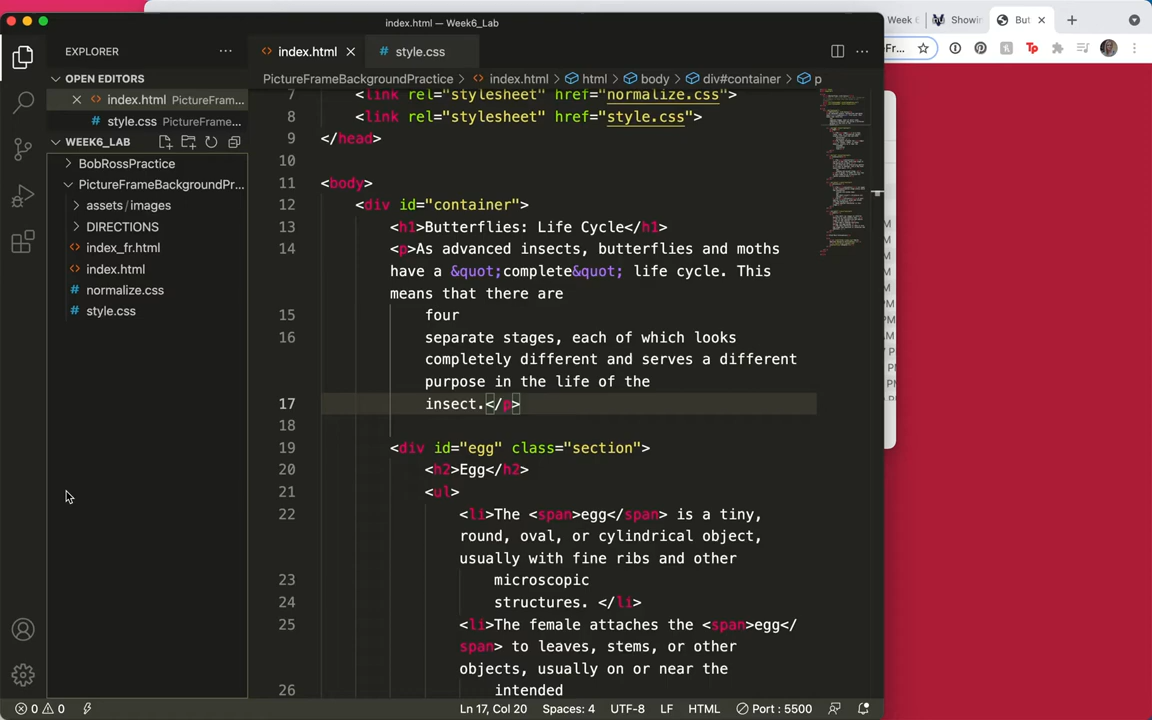 index.html — Week6_Lab
Week 6
Showin
But
EXPLORER
index.html
style.css
Fr...
OPEN EDITORS
PictureFrameBackgroundPractice
index.html
html
body
div#container
p
index.html PictureFram...
style.css PictureFrame...
WEEK6_LAB
BobRossPractice
PictureFrameBackgroundPr...
assets/images
DIRECTIONS
index_fr.html
index.html
normalize.css
style.css
7 <link rel="stylesheet" href="normalize.css">
8 <link rel="stylesheet" href="style.css">
9 </head>
10
11 <body>
12 <div id="container">
13 <h1>Butterflies: Life Cycle</h1>
14 <p>As advanced insects, butterflies and moths
have a &quot;complete&quot; life cycle. This
means that there are
15 four
16 separate stages, each of which looks
completely different and serves a different
purpose in the life of the
17 insect.</p>
18
19 <div id="egg" class="section">
20 <h2>Egg</h2>
21 <ul>
22 <li>The <span>egg</span> is a tiny,
round, oval, or cylindrical object,
usually with fine ribs and other
23 microscopic
24 structures. </li>
25 <li>The female attaches the <span>egg</
span> to leaves, stems, or other
objects, usually on or near the
26 intended
0 0
Ln 17, Col 20
Spaces: 4
UTF-8
LF
HTML
Port : 5500